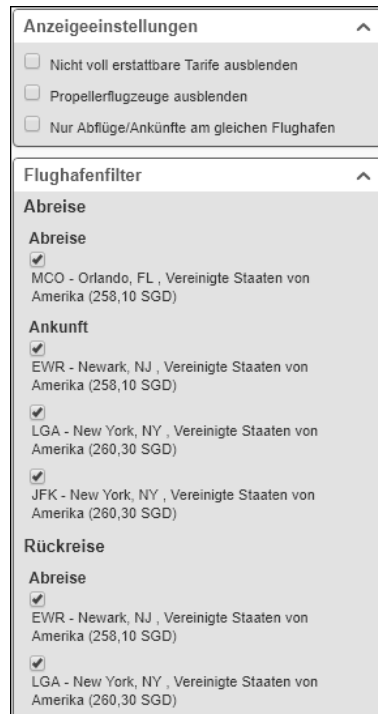 Anzeigeeinstellungen
Nicht voll erstattbare Tarife ausblenden
Propellerflugzeuge ausblenden
Nur Abflüge/Ankünfte am gleichen Flughafen
Flughafenfilter
Abreise
Abreise
MCO - Orlando, FL , Vereinigte Staaten von
Amerika (258,10 SGD)
Ankunft
EWR - Newark, NJ , Vereinigte Staaten von
Amerika (258,10 SGD)
LGA - New York, NY , Vereinigte Staaten von
Amerika (260,30 SGD)
JFK - New York, NY , Vereinigte Staaten von
Amerika (260,30 SGD)
Rückreise
Abreise
EWR - Newark, NJ , Vereinigte Staaten von
Amerika (258,10 SGD)
LGA - New York, NY , Vereinigte Staaten von
Amerika (260,30 SGD)